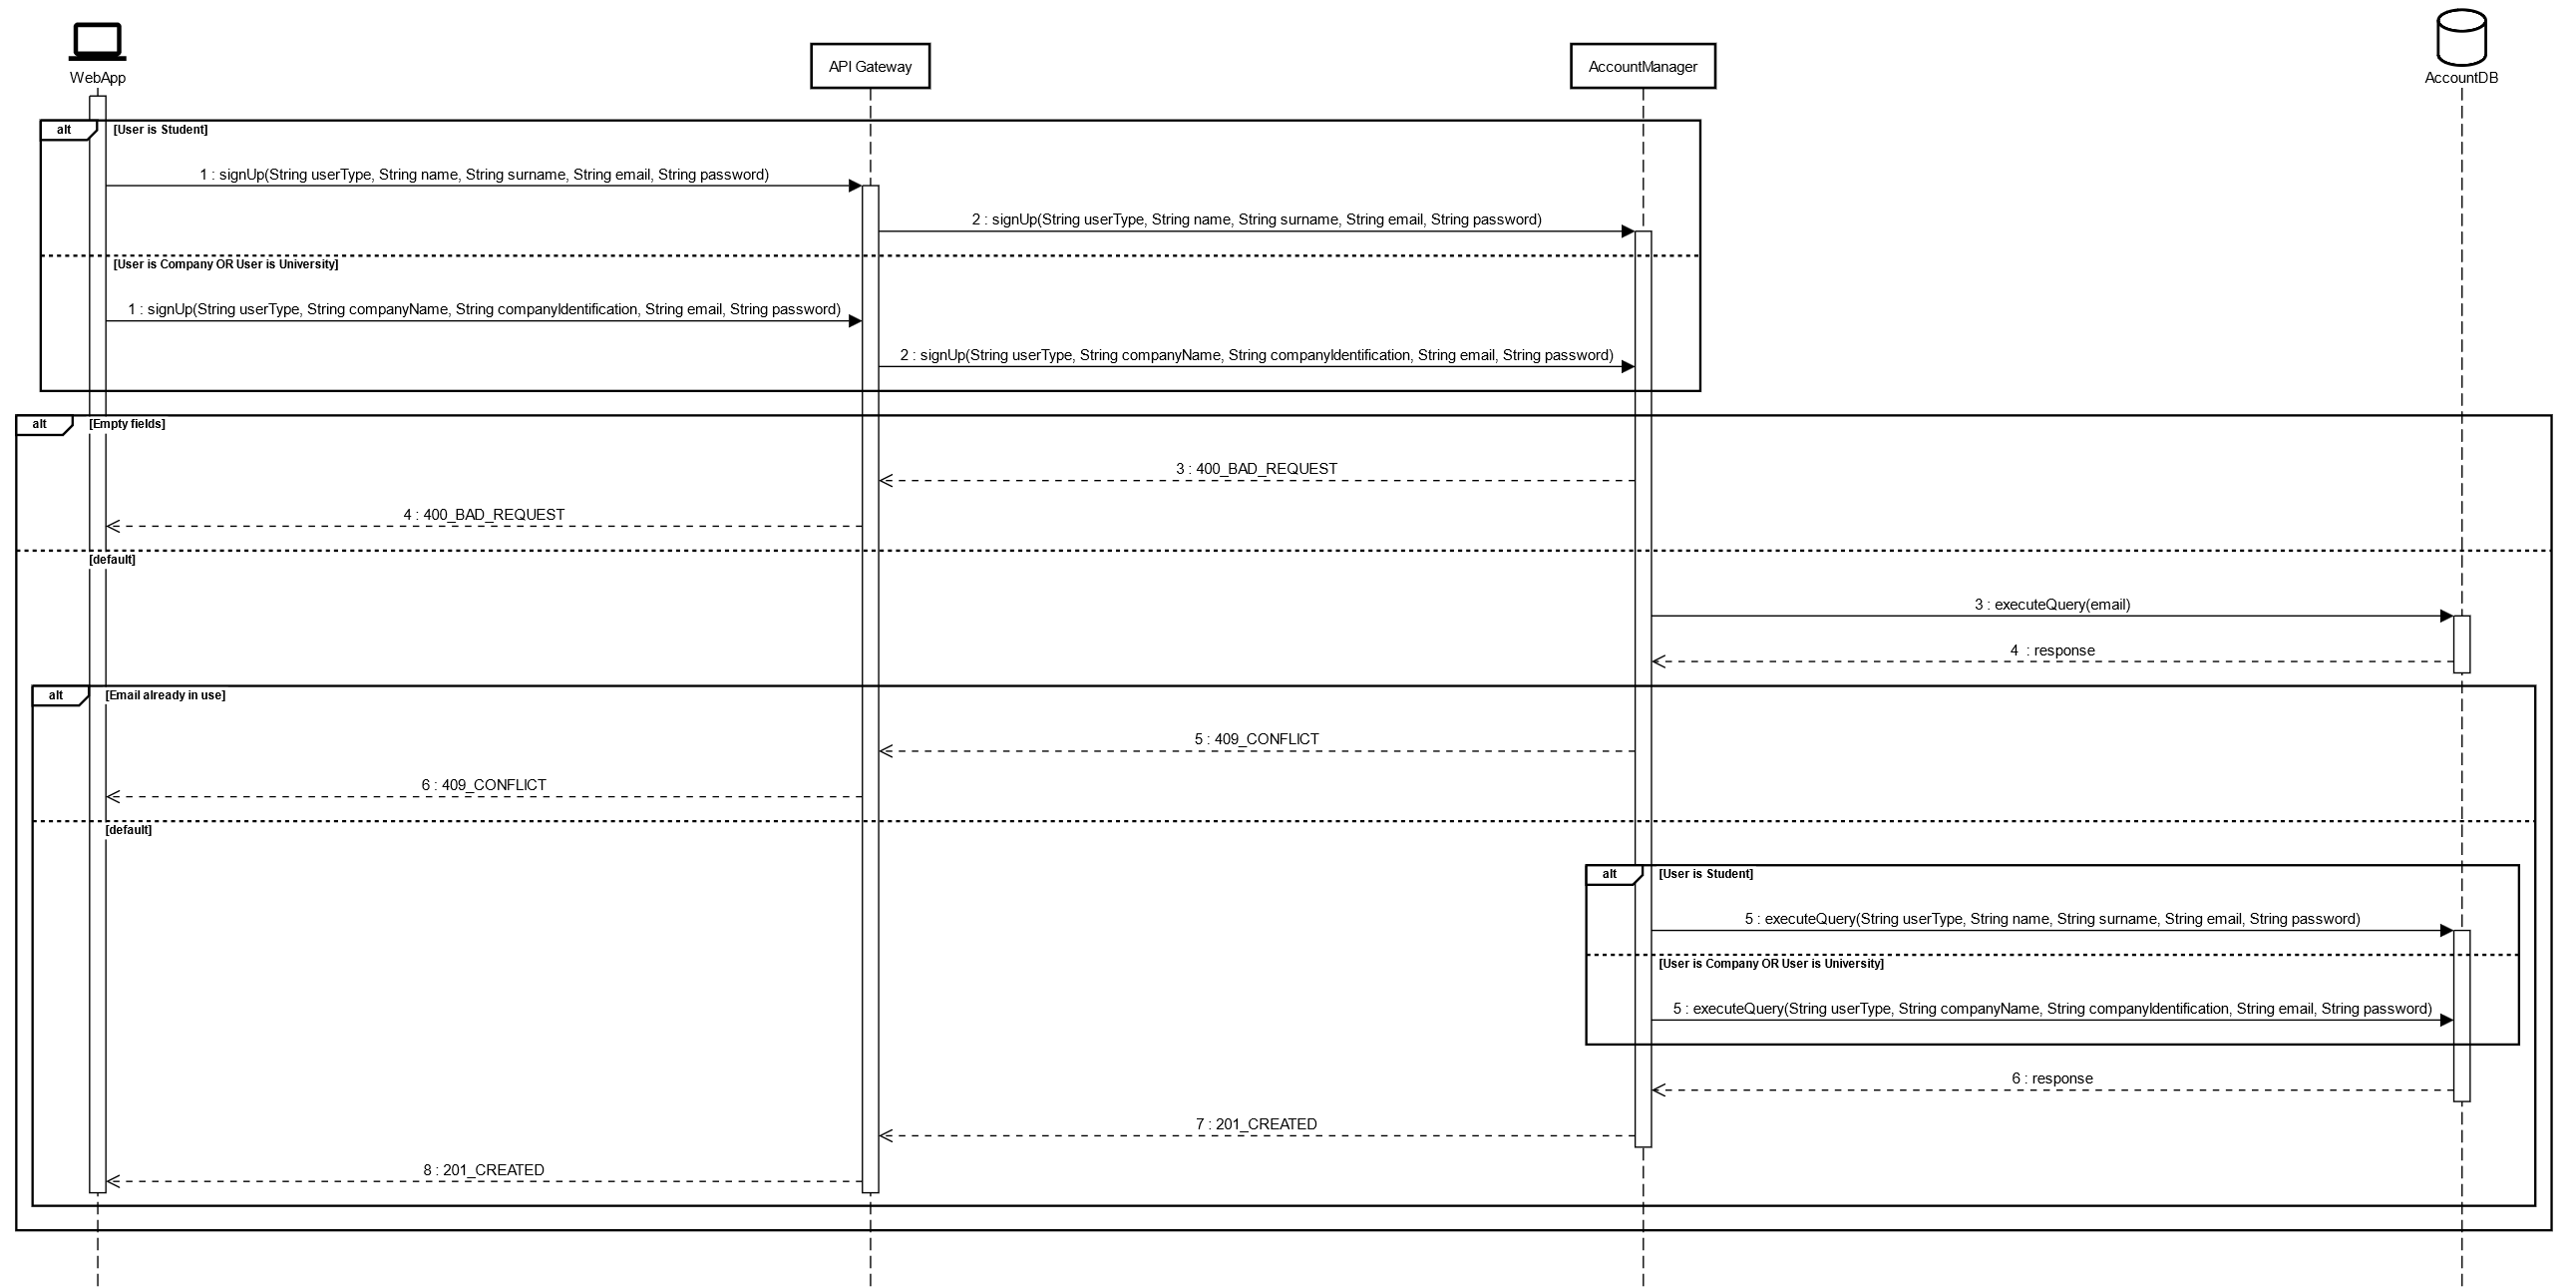 WebApp
API Gateway
AccountManager
AccountDB
alt
[User is Student]
1 : signUp(String userType, String name, String surname, String email, String password)
2 : signUp(String userType, String name, String surname, String email, String password)
[User is Company OR User is University]
1 : signUp(String userType, String companyName, String companyIdentification, String email, String password)
2 : signUp(String userType, String companyName, String companyIdentification, String email, String password)
alt
[Empty fields]
3 : 400_BAD_REQUEST
4 : 400_BAD_REQUEST
[default]
3 : executeQuery(email)
4  : response
alt
[Email already in use]
5 : 409_CONFLICT
6 : 409_CONFLICT
[default]
alt
[User is Student]
5 : executeQuery(String userType, String name, String surname, String email, String password)
[User is Company OR User is University]
5 : executeQuery(String userType, String companyName, String companyIdentification, String email, String password)
6 : response
7 : 201_CREATED
8 : 201_CREATED